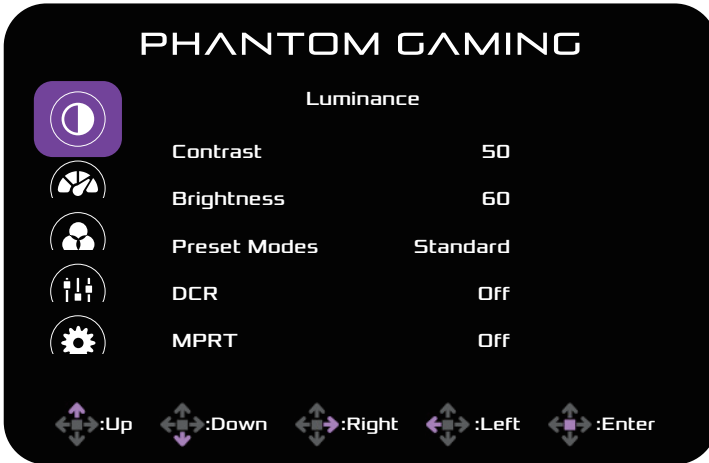 PHANTOM GAMING
Luminance
Contrast 50
Brightness 60
Preset Modes Standard
DCR Off
MPRT Off
:Up :Down :Right :Left :Enter